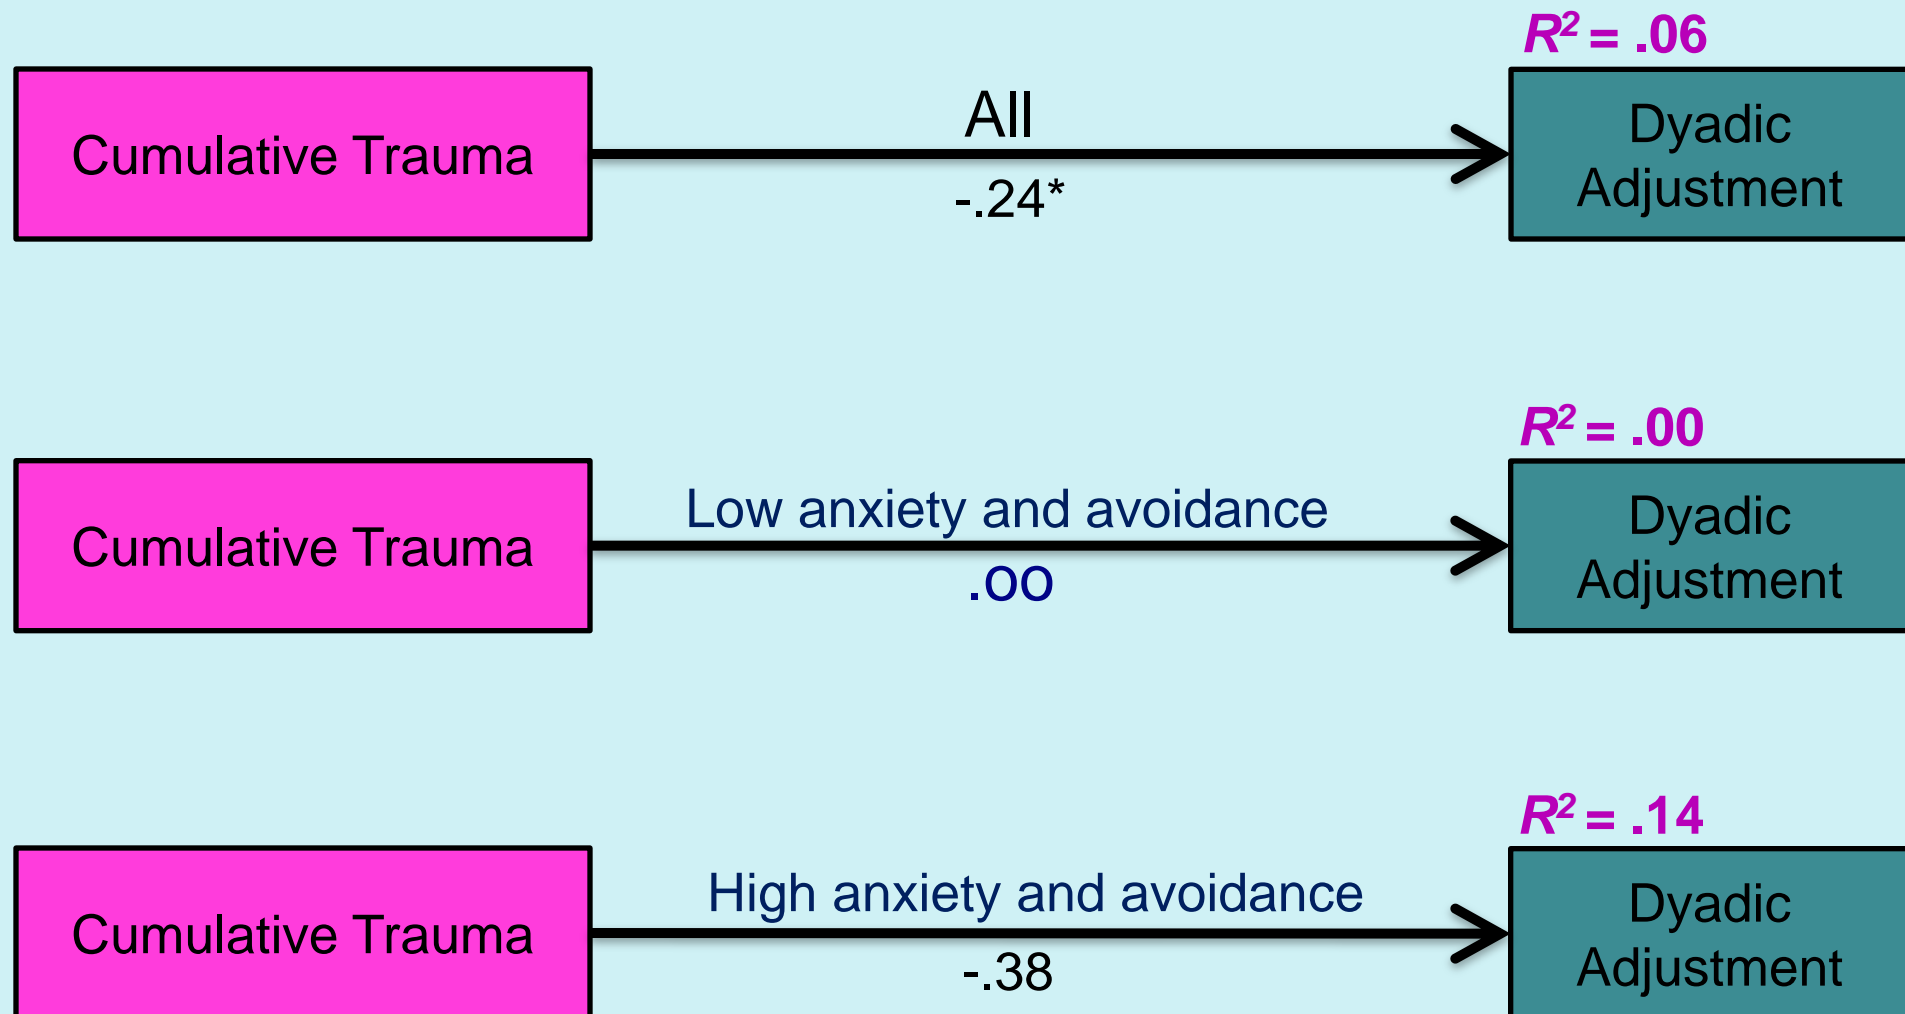 R² = .06
Cumulative Trauma
All
-.24*
Dyadic
Adjustment
R² = .00
Cumulative Trauma
Low anxiety and avoidance
.oo
Dyadic
Adjustment
R² = .14
Cumulative Trauma
High anxiety and avoidance
-.38
Dyadic
Adjustment